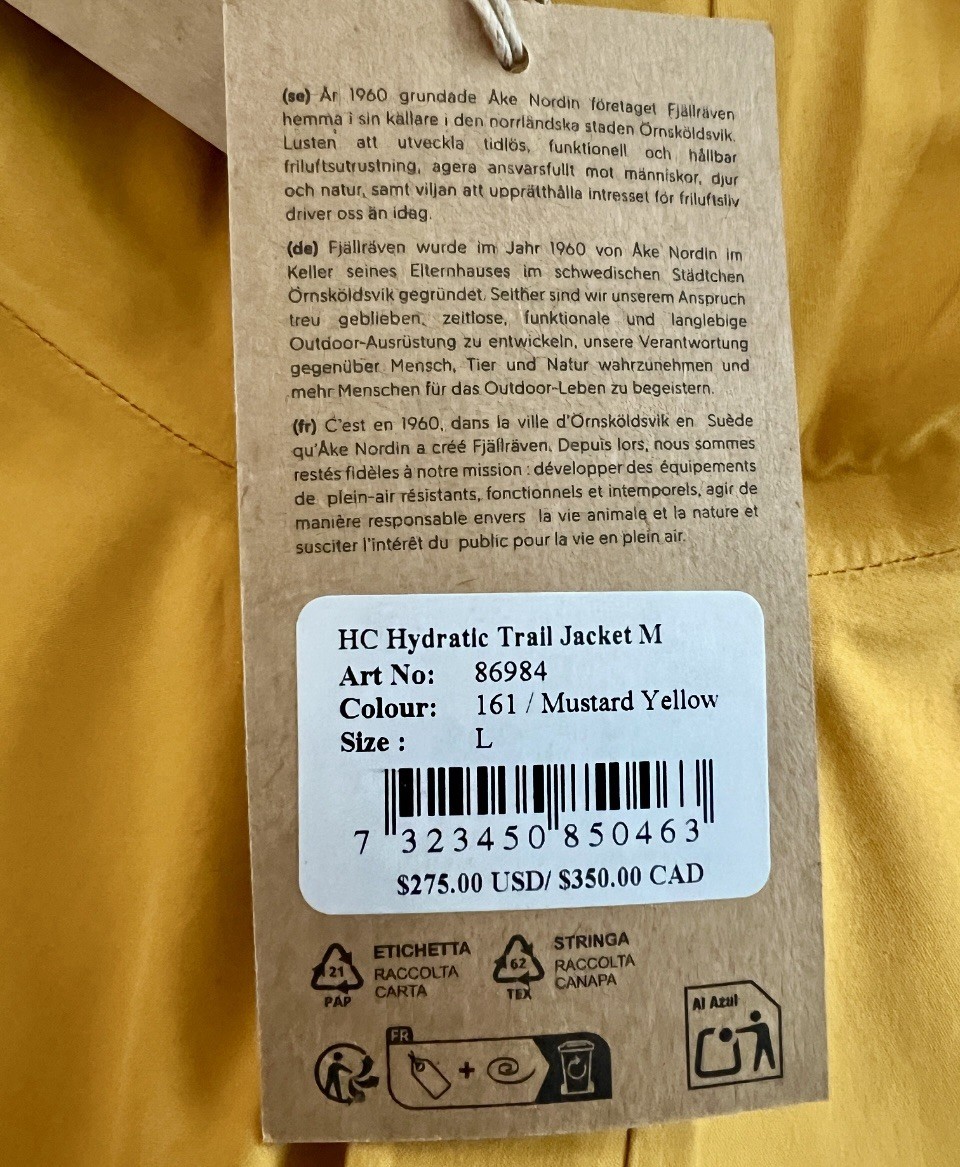 (se) År 1960 grundade Åke Nordin företaget Fjällräven
hemma i sin källare i den norrländska staden Örnsköldsvik.
Lusten att utveckla tidlös, funktionell och hållbar
friluftsutrustning, agera ansvarsfullt mot människor, djur
och natur, samt viljan att upprätthålla intresset för friluftsliv
driver oss än idag.
(de) Fjällräven wurde im Jahr 1960 von Åke Nordin im
Keller seines Elternhauses im schwedischen Städtchen
Örnsköldsvik gegründet. Seither sind wir unserem Anspruch
treu geblieben, zeitlose, funktionale und langlebige
Outdoor-Ausrüstung zu entwickeln, unsere Verantwortung
gegenüber Mensch, Tier und Natur wahrzunehmen und
mehr Menschen für das Outdoor-Leben zu begeistern.
(fr) C'est en 1960, dans la ville d'Örnsköldsvik en Suède
qu'Åke Nordin a créé Fjällräven. Depuis lors, nous sommes
restés fidèles à notre mission : développer des équipements
de plein-air résistants, fonctionnels et intemporels, agir de
manière responsable envers la vie animale et la nature et
susciter l'intérêt du public pour la vie en plein air.
HC Hydratic Trail Jacket M
Art No: 86984
Colour: 161 / Mustard Yellow
Size : L
7 323450 850463
$275.00 USD/ $350.00 CAD
21
PAP
ETICHETTA
RACCOLTA
CARTA
62
TEX
STRINGA
RACCOLTA
CANAPA
FR
+
Al Azul